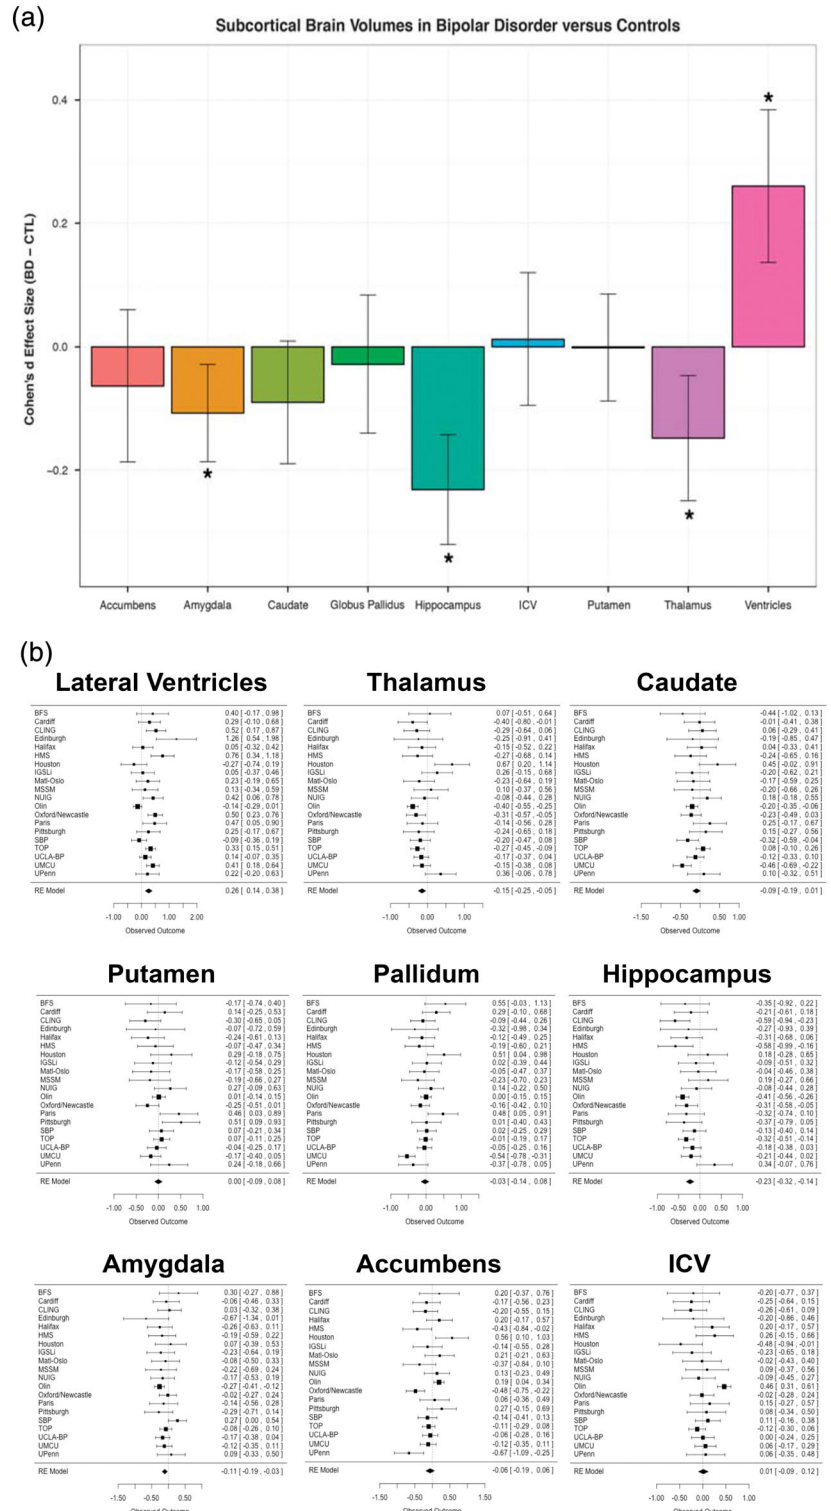 (a)
Subcortical Brain Volumes in Bipolar Disorder versus Controls
Cohen's d Effect Size (BD – CTL)
0.4
0.2
0.0
−0.2
* * * *
Accumbens Amygdala Caudate Globus Pallidus Hippocampus ICV Putamen Thalamus Ventricles
(b)
Lateral Ventricles
BFS 0.40 [ -0.17 , 0.98 ]
Cardiff 0.29 [ -0.10 , 0.68 ]
CLING 0.52 [ 0.17 , 0.87 ]
Edinburgh 1.26 [ 0.54 , 1.98 ]
Halifax 0.05 [ -0.32 , 0.42 ]
HMS 0.76 [ 0.34 , 1.18 ]
Houston -0.27 [ -0.74 , 0.19 ]
IGSLi 0.05 [ -0.37 , 0.46 ]
Matl-Oslo 0.23 [ -0.19 , 0.65 ]
MSSM 0.13 [ -0.34 , 0.59 ]
NUIG 0.42 [ 0.06 , 0.78 ]
Olin -0.14 [ -0.29 , 0.01 ]
Oxford/Newcastle 0.50 [ 0.23 , 0.76 ]
Paris 0.47 [ 0.05 , 0.90 ]
Pittsburgh 0.25 [ -0.17 , 0.67 ]
SBP -0.09 [ -0.36 , 0.19 ]
TOP 0.33 [ 0.15 , 0.51 ]
UCLA-BP 0.14 [ -0.07 , 0.35 ]
UMCU 0.41 [ 0.18 , 0.64 ]
UPenn 0.22 [ -0.20 , 0.63 ]
RE Model 0.26 [ 0.14 , 0.38 ]
-1.00 0.00 1.00 2.00
Observed Outcome
Thalamus
BFS 0.07 [ -0.51 , 0.64 ]
Cardiff -0.40 [ -0.80 , -0.01 ]
CLING -0.29 [ -0.64 , 0.06 ]
Edinburgh -0.25 [ -0.91 , 0.41 ]
Halifax -0.15 [ -0.52 , 0.22 ]
HMS -0.27 [ -0.68 , 0.14 ]
Houston 0.67 [ 0.20 , 1.14 ]
IGSLi 0.26 [ -0.15 , 0.68 ]
Matl-Oslo -0.23 [ -0.64 , 0.19 ]
MSSM 0.10 [ -0.37 , 0.56 ]
NUIG -0.08 [ -0.44 , 0.28 ]
Olin -0.40 [ -0.55 , -0.25 ]
Oxford/Newcastle -0.31 [ -0.57 , -0.05 ]
Paris -0.14 [ -0.56 , 0.28 ]
Pittsburgh -0.24 [ -0.65 , 0.18 ]
SBP -0.20 [ -0.47 , 0.08 ]
TOP -0.27 [ -0.45 , -0.09 ]
UCLA-BP -0.17 [ -0.37 , 0.04 ]
UMCU -0.15 [ -0.38 , 0.08 ]
UPenn 0.36 [ -0.06 , 0.78 ]
RE Model -0.15 [ -0.25 , -0.05 ]
-1.00 0.00 1.00
Observed Outcome
Caudate
BFS -0.44 [ -1.02 , 0.13 ]
Cardiff -0.01 [ -0.41 , 0.38 ]
CLING 0.06 [ -0.29 , 0.41 ]
Edinburgh -0.19 [ -0.85 , 0.47 ]
Halifax 0.04 [ -0.33 , 0.41 ]
HMS -0.24 [ -0.65 , 0.16 ]
Houston 0.45 [ -0.02 , 0.91 ]
IGSLi -0.20 [ -0.62 , 0.21 ]
Matl-Oslo -0.17 [ -0.59 , 0.25 ]
MSSM -0.20 [ -0.66 , 0.26 ]
NUIG 0.18 [ -0.18 , 0.55 ]
Olin -0.20 [ -0.35 , -0.06 ]
Oxford/Newcastle -0.23 [ -0.49 , 0.03 ]
Paris 0.25 [ -0.17 , 0.67 ]
Pittsburgh 0.15 [ -0.27 , 0.56 ]
SBP -0.32 [ -0.59 , -0.04 ]
TOP 0.08 [ -0.10 , 0.26 ]
UCLA-BP -0.12 [ -0.33 , 0.10 ]
UMCU -0.46 [ -0.69 , -0.22 ]
UPenn 0.10 [ -0.32 , 0.51 ]
RE Model -0.09 [ -0.19 , 0.01 ]
-1.50 -0.50 0.50 1.00
Observed Outcome
Putamen
BFS -0.17 [ -0.74 , 0.40 ]
Cardiff 0.14 [ -0.25 , 0.53 ]
CLING -0.30 [ -0.65 , 0.05 ]
Edinburgh -0.07 [ -0.72 , 0.59 ]
Halifax -0.24 [ -0.61 , 0.13 ]
HMS -0.07 [ -0.47 , 0.34 ]
Houston 0.29 [ -0.18 , 0.75 ]
IGSLi -0.12 [ -0.54 , 0.29 ]
Matl-Oslo -0.17 [ -0.58 , 0.25 ]
MSSM -0.19 [ -0.66 , 0.27 ]
NUIG 0.27 [ -0.09 , 0.63 ]
Olin 0.01 [ -0.14 , 0.15 ]
Oxford/Newcastle -0.25 [ -0.51 , 0.01 ]
Paris 0.46 [ 0.03 , 0.89 ]
Pittsburgh 0.51 [ 0.09 , 0.93 ]
SBP 0.07 [ -0.21 , 0.34 ]
TOP 0.07 [ -0.11 , 0.25 ]
UCLA-BP -0.04 [ -0.25 , 0.17 ]
UMCU -0.17 [ -0.40 , 0.05 ]
UPenn 0.24 [ -0.18 , 0.66 ]
RE Model 0.00 [ -0.09 , 0.08 ]
-1.00 -0.50 0.00 0.50 1.00
Observed Outcome
Pallidum
BFS 0.55 [ -0.03 , 1.13 ]
Cardiff 0.29 [ -0.10 , 0.68 ]
CLING -0.09 [ -0.44 , 0.26 ]
Edinburgh -0.32 [ -0.98 , 0.34 ]
Halifax -0.12 [ -0.49 , 0.25 ]
HMS -0.19 [ -0.60 , 0.21 ]
Houston 0.51 [ 0.04 , 0.98 ]
IGSLi 0.02 [ -0.39 , 0.44 ]
Matl-Oslo -0.05 [ -0.47 , 0.37 ]
MSSM -0.23 [ -0.70 , 0.23 ]
NUIG 0.14 [ -0.22 , 0.50 ]
Olin 0.00 [ -0.15 , 0.15 ]
Oxford/Newcastle -0.16 [ -0.42 , 0.10 ]
Paris 0.48 [ 0.05 , 0.91 ]
Pittsburgh 0.01 [ -0.40 , 0.43 ]
SBP 0.02 [ -0.25 , 0.29 ]
TOP -0.01 [ -0.19 , 0.17 ]
UCLA-BP -0.05 [ -0.25 , 0.16 ]
UMCU -0.54 [ -0.78 , -0.31 ]
UPenn -0.37 [ -0.78 , 0.05 ]
RE Model -0.03 [ -0.14 , 0.08 ]
-1.00 0.00 0.50 1.00
Observed Outcome
Hippocampus
BFS -0.35 [ -0.92 , 0.22 ]
Cardiff -0.21 [ -0.61 , 0.18 ]
CLING -0.59 [ -0.94 , -0.23 ]
Edinburgh -0.27 [ -0.93 , 0.39 ]
Halifax -0.31 [ -0.68 , 0.06 ]
HMS -0.58 [ -0.99 , -0.16 ]
Houston 0.18 [ -0.28 , 0.65 ]
IGSLi -0.09 [ -0.51 , 0.32 ]
Matl-Oslo -0.04 [ -0.46 , 0.38 ]
MSSM 0.19 [ -0.27 , 0.66 ]
NUIG -0.08 [ -0.44 , 0.28 ]
Olin -0.41 [ -0.56 , -0.26 ]
Oxford/Newcastle -0.31 [ -0.58 , -0.05 ]
Paris -0.32 [ -0.74 , 0.10 ]
Pittsburgh -0.37 [ -0.79 , 0.05 ]
SBP -0.13 [ -0.40 , 0.14 ]
TOP -0.32 [ -0.51 , -0.14 ]
UCLA-BP -0.18 [ -0.38 , 0.03 ]
UMCU -0.21 [ -0.44 , 0.02 ]
UPenn 0.34 [ -0.07 , 0.76 ]
RE Model -0.23 [ -0.32 , -0.14 ]
-1.00 -0.50 0.00 0.50 1.00
Observed Outcome
Amygdala
BFS 0.30 [ -0.27 , 0.88 ]
Cardiff -0.06 [ -0.46 , 0.33 ]
CLING 0.03 [ -0.32 , 0.38 ]
Edinburgh -0.67 [ -1.34 , 0.01 ]
Halifax -0.26 [ -0.63 , 0.11 ]
HMS -0.19 [ -0.59 , 0.22 ]
Houston 0.07 [ -0.39 , 0.53 ]
IGSLi -0.23 [ -0.64 , 0.19 ]
Matl-Oslo -0.08 [ -0.50 , 0.33 ]
MSSM -0.22 [ -0.69 , 0.24 ]
NUIG -0.17 [ -0.53 , 0.19 ]
Olin -0.27 [ -0.41 , -0.12 ]
Oxford/Newcastle -0.02 [ -0.27 , 0.24 ]
Paris -0.14 [ -0.56 , 0.28 ]
Pittsburgh -0.29 [ -0.71 , 0.14 ]
SBP 0.27 [ 0.00 , 0.54 ]
TOP -0.08 [ -0.26 , 0.10 ]
UCLA-BP -0.17 [ -0.38 , 0.04 ]
UMCU -0.12 [ -0.35 , 0.11 ]
UPenn 0.09 [ -0.33 , 0.50 ]
RE Model -0.11 [ -0.19 , -0.03 ]
-1.50 -0.50 0.50
Observed Outcome
Accumbens
BFS 0.20 [ -0.37 , 0.76 ]
Cardiff -0.17 [ -0.56 , 0.23 ]
CLING -0.20 [ -0.55 , 0.15 ]
Halifax 0.20 [ -0.17 , 0.57 ]
HMS -0.43 [ -0.84 , -0.02 ]
Houston 0.56 [ 0.10 , 1.03 ]
IGSLi -0.14 [ -0.55 , 0.28 ]
Matl-Oslo 0.21 [ -0.21 , 0.63 ]
MSSM -0.37 [ -0.84 , 0.10 ]
NUIG 0.13 [ -0.23 , 0.49 ]
Olin 0.19 [ 0.04 , 0.34 ]
Oxford/Newcastle -0.48 [ -0.75 , -0.22 ]
Paris 0.06 [ -0.36 , 0.49 ]
Pittsburgh 0.27 [ -0.15 , 0.69 ]
SBP -0.14 [ -0.41 , 0.13 ]
TOP -0.11 [ -0.29 , 0.08 ]
UCLA-BP -0.06 [ -0.28 , 0.16 ]
UMCU -0.12 [ -0.35 , 0.11 ]
UPenn -0.67 [ -1.09 , -0.25 ]
RE Model -0.06 [ -0.19 , 0.06 ]
-1.50 -0.50 0.50 1.50
Observed Outcome
ICV
BFS -0.20 [ -0.77 , 0.37 ]
Cardiff -0.25 [ -0.64 , 0.15 ]
CLING -0.26 [ -0.61 , 0.09 ]
Edinburgh -0.20 [ -0.86 , 0.46 ]
Halifax 0.20 [ -0.17 , 0.57 ]
HMS 0.26 [ -0.15 , 0.66 ]
Houston -0.48 [ -0.94 , -0.01 ]
IGSLi -0.23 [ -0.65 , 0.18 ]
Matl-Oslo -0.02 [ -0.43 , 0.40 ]
MSSM 0.09 [ -0.37 , 0.56 ]
NUIG -0.09 [ -0.45 , 0.27 ]
Olin 0.46 [ 0.31 , 0.61 ]
Oxford/Newcastle -0.02 [ -0.28 , 0.24 ]
Paris 0.15 [ -0.27 , 0.57 ]
Pittsburgh 0.08 [ -0.34 , 0.50 ]
SBP 0.11 [ -0.16 , 0.38 ]
TOP -0.12 [ -0.30 , 0.06 ]
UCLA-BP 0.00 [ -0.24 , 0.25 ]
UMCU 0.06 [ -0.17 , 0.29 ]
UPenn 0.06 [ -0.35 , 0.48 ]
RE Model 0.01 [ -0.09 , 0.12 ]
-1.00 0.00 0.50 1.00
Observed Outcome